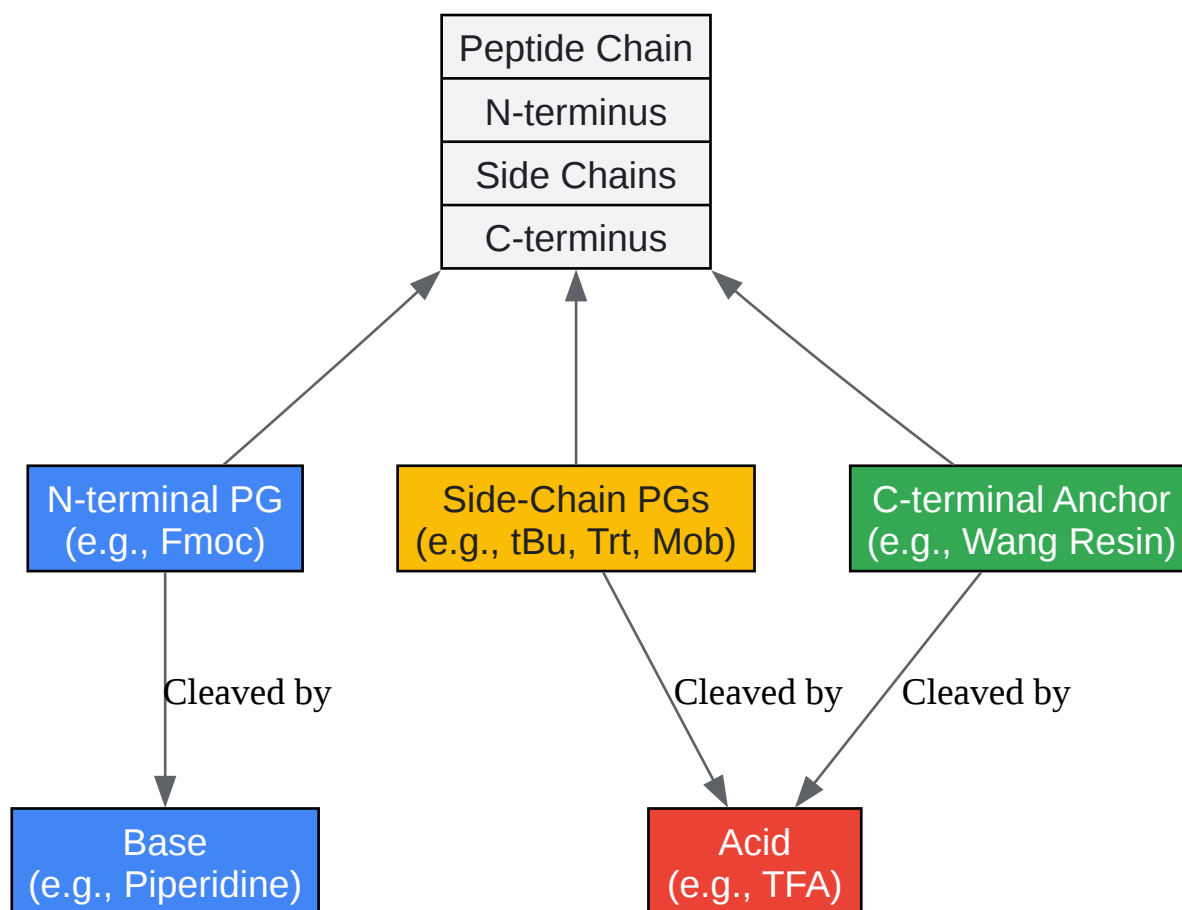 Peptide Chain
N-terminus
Side Chains
C-terminus
N-terminal PG
(e.g., Fmoc)
Side-Chain PGs
(e.g., tBu, Trt, Mob)
C-terminal Anchor
(e.g., Wang Resin)
Cleaved by
Cleaved by
Cleaved by
Base
(e.g., Piperidine)
Acid
(e.g., TFA)